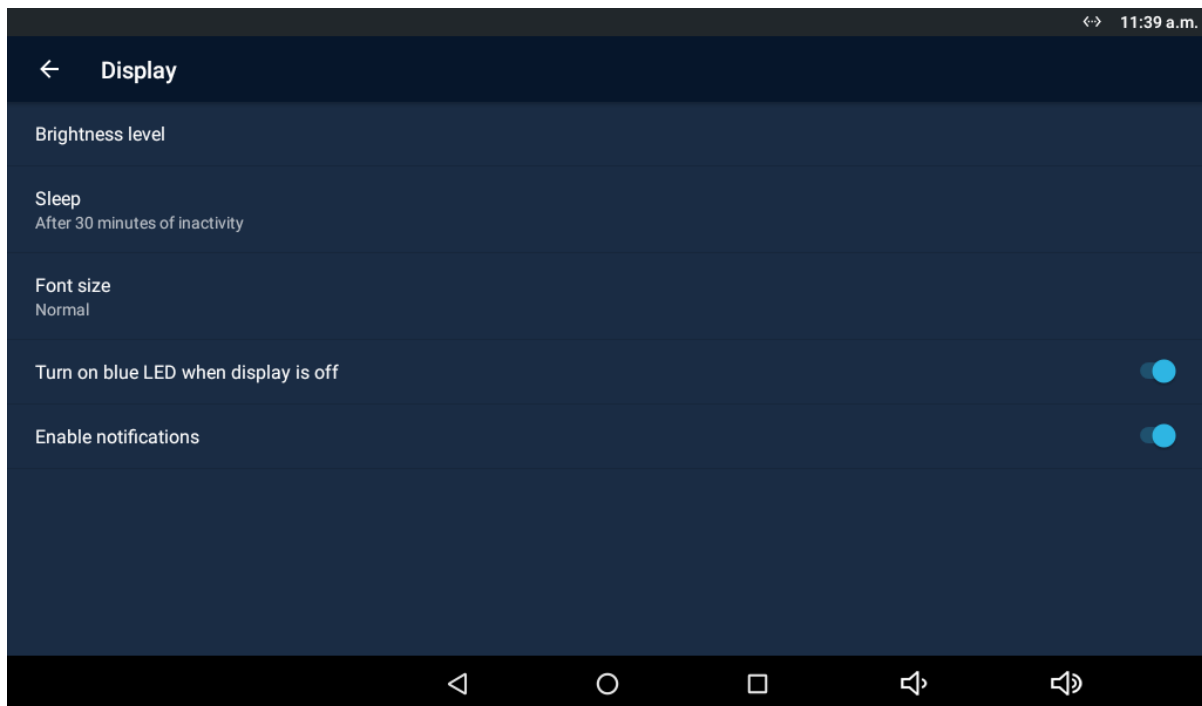 11:39 a.m.
Display
Brightness level
Sleep
After 30 minutes of inactivity
Font size
Normal
Turn on blue LED when display is off
Enable notifications